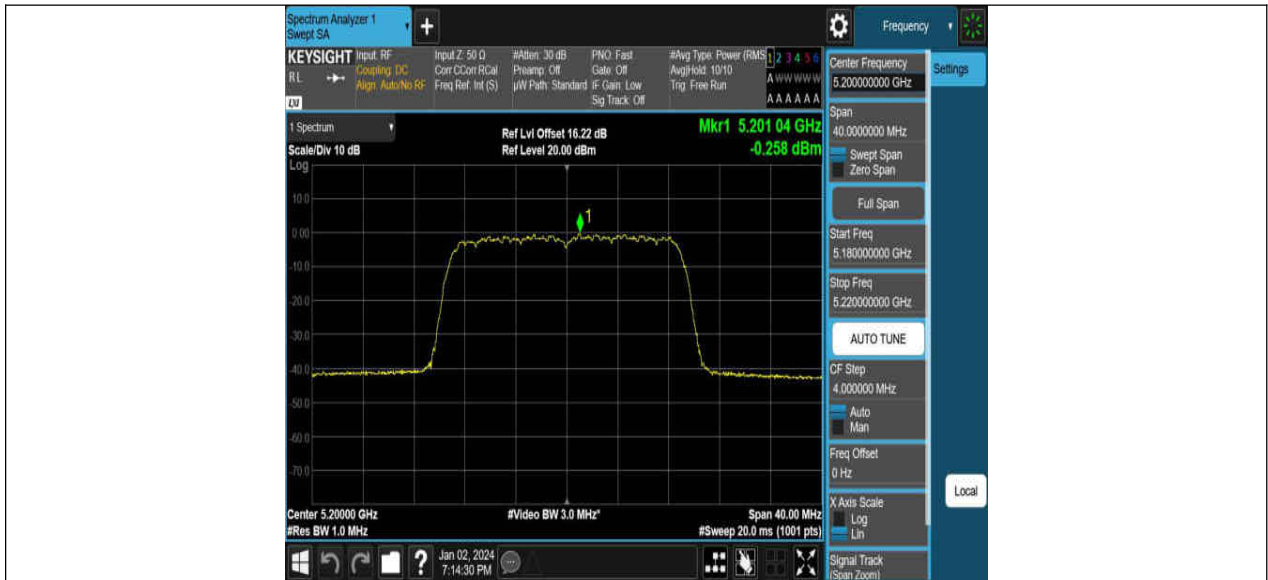 Spectrum Analyzer 1
Swept SA
+
Frequency
KEYSIGHT
RL
LXI
Input: RF
Coupling: DC
Align: Auto/No RF
Input Z: 50 Ω
Corr CCorr RCal
Freq Ref: Int (S)
#Atten: 30 dB
Preamp: Off
µW Path: Standard
PNO: Fast
Gate: Off
IF Gain: Low
Sig Track: Off
#Avg Type: Power (RMS
Avg|Hold: 10/10
Trig: Free Run
1 2 3 4 5 6
A W W W W W
A A A A A A
1 Spectrum
Scale/Div 10 dB
Log
Ref Lvl Offset 16.22 dB
Ref Level 20.00 dBm
Mkr1 5.201 04 GHz
-0.258 dBm
10.0
0.00
-10.0
-20.0
-30.0
-40.0
-50.0
-60.0
-70.0
1
Center 5.20000 GHz
#Res BW 1.0 MHz
#Video BW 3.0 MHz*
Span 40.00 MHz
#Sweep 20.0 ms (1001 pts)
?
Jan 02, 2024
7:14:30 PM
Center Frequency
5.200000000 GHz
Settings
Span
40.0000000 MHz
Swept Span
Zero Span
Full Span
Start Freq
5.180000000 GHz
Stop Freq
5.220000000 GHz
AUTO TUNE
CF Step
4.000000 MHz
Auto
Man
Freq Offset
0 Hz
X Axis Scale
Log
Lin
Local
Signal Track
(Span Zoom)